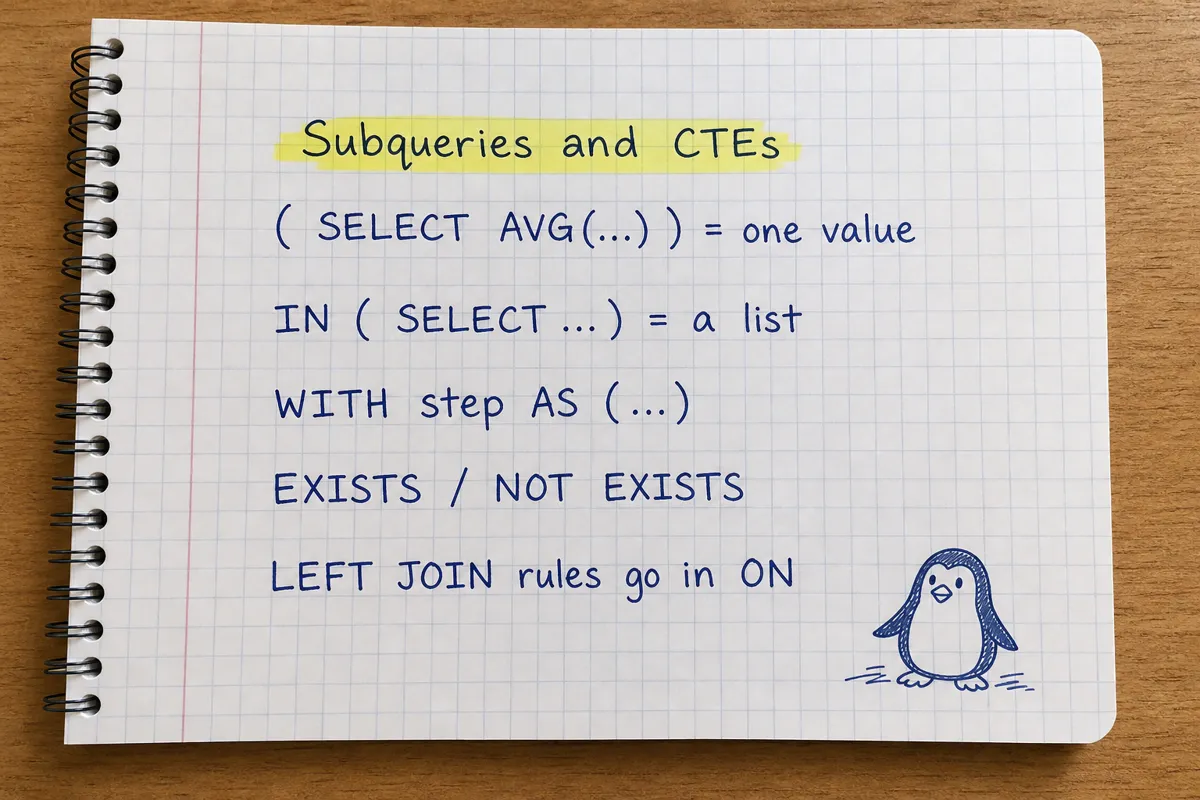 Subqueries and CTEs
( SELECT AVG(...) ) = one value
IN ( SELECT ... ) = a list
WITH step AS (...)
EXISTS / NOT EXISTS
LEFT JOIN rules go in ON